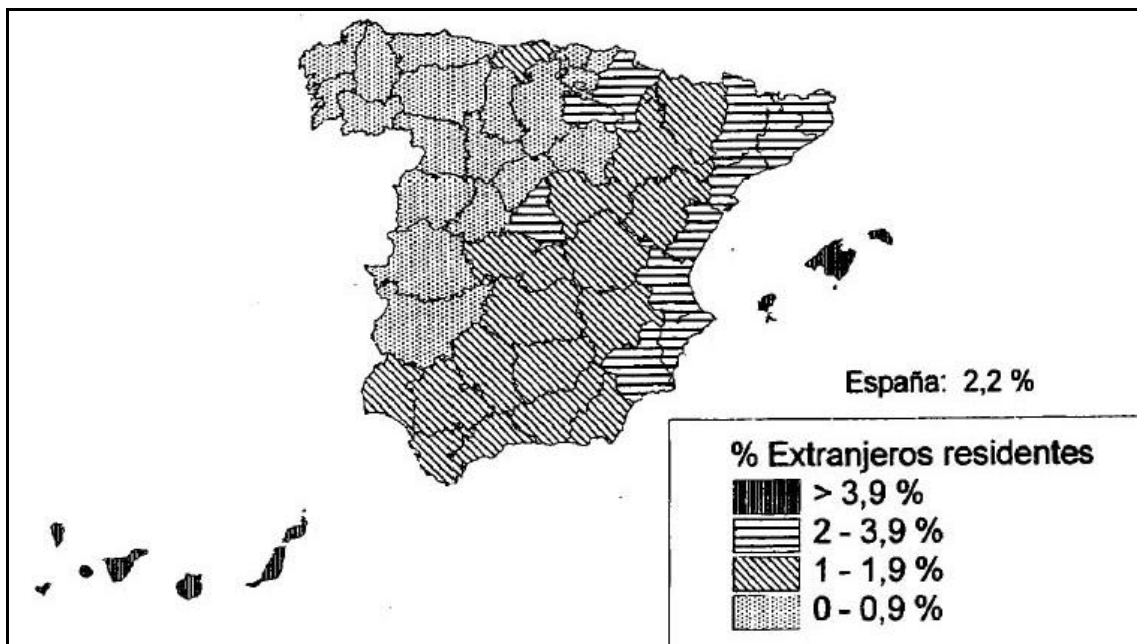 España: 2,2 %
% Extranjeros residentes
> 3,9 %
2 - 3,9 %
1 - 1,9 %
0 - 0,9 %